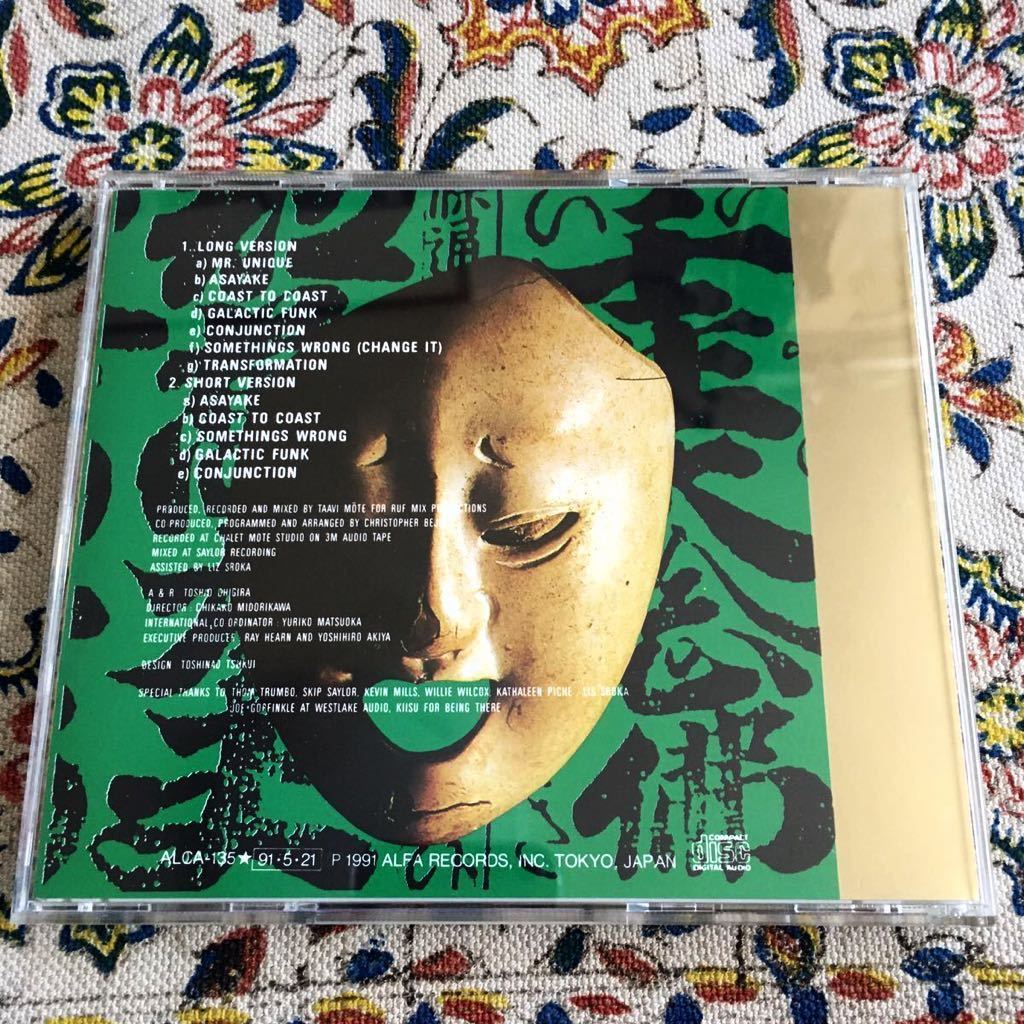 1. LONG VERSION
a) MR. UNIQUE
b) ASAYAKE
c) COAST TO COAST
d) GALACTIC FUNK
e) CONJUNCTION
f) SOMETHINGS WRONG (CHANGE IT)
g) TRANSFORMATION
2. SHORT VERSION
a) ASAYAKE
b) COAST TO COAST
c) SOMETHINGS WRONG
d) GALACTIC FUNK
e) CONJUNCTION
PRODUCED, RECORDED AND MIXED BY TAAVI MÖTE FOR RUF MIX PRODUCTIONS
CO PRODUCED, PROGRAMMED AND ARRANGED BY CHRISTOPHER
RECORDED AT CHALET MOTE STUDIO ON 3M AUDIO TAPE
MIXED AT SAYLOR RECORDING
ASSISTED BY LIZ SROKA
A & R : TOSHIO OHGIRA
DIRECTOR : CHIKAKO MIDORIKAWA
INTERNATIONAL CO ORDINATOR : YURIKO MATSUOKA
EXECUTIVE PRODUCES : RAY HEARN AND YOSHIHIRO AKIYA
DESIGN : TOSHINAO TSUKUI
SPECIAL THANKS TO THOM TRUMBO, SKIP SAYLOR, KEVIN MILLS, WILLIE WILCOX, KATHALEEN PICHE, LIS SROKA
JOE GOFFINKLE AT WESTLAKE AUDIO, KIISU FOR BEING THERE
ALCA-135★ 91・5・21 P 1991 ALFA RECORDS, INC. TOKYO, JAPAN
COMPACT
disc
DIGITAL AUDIO